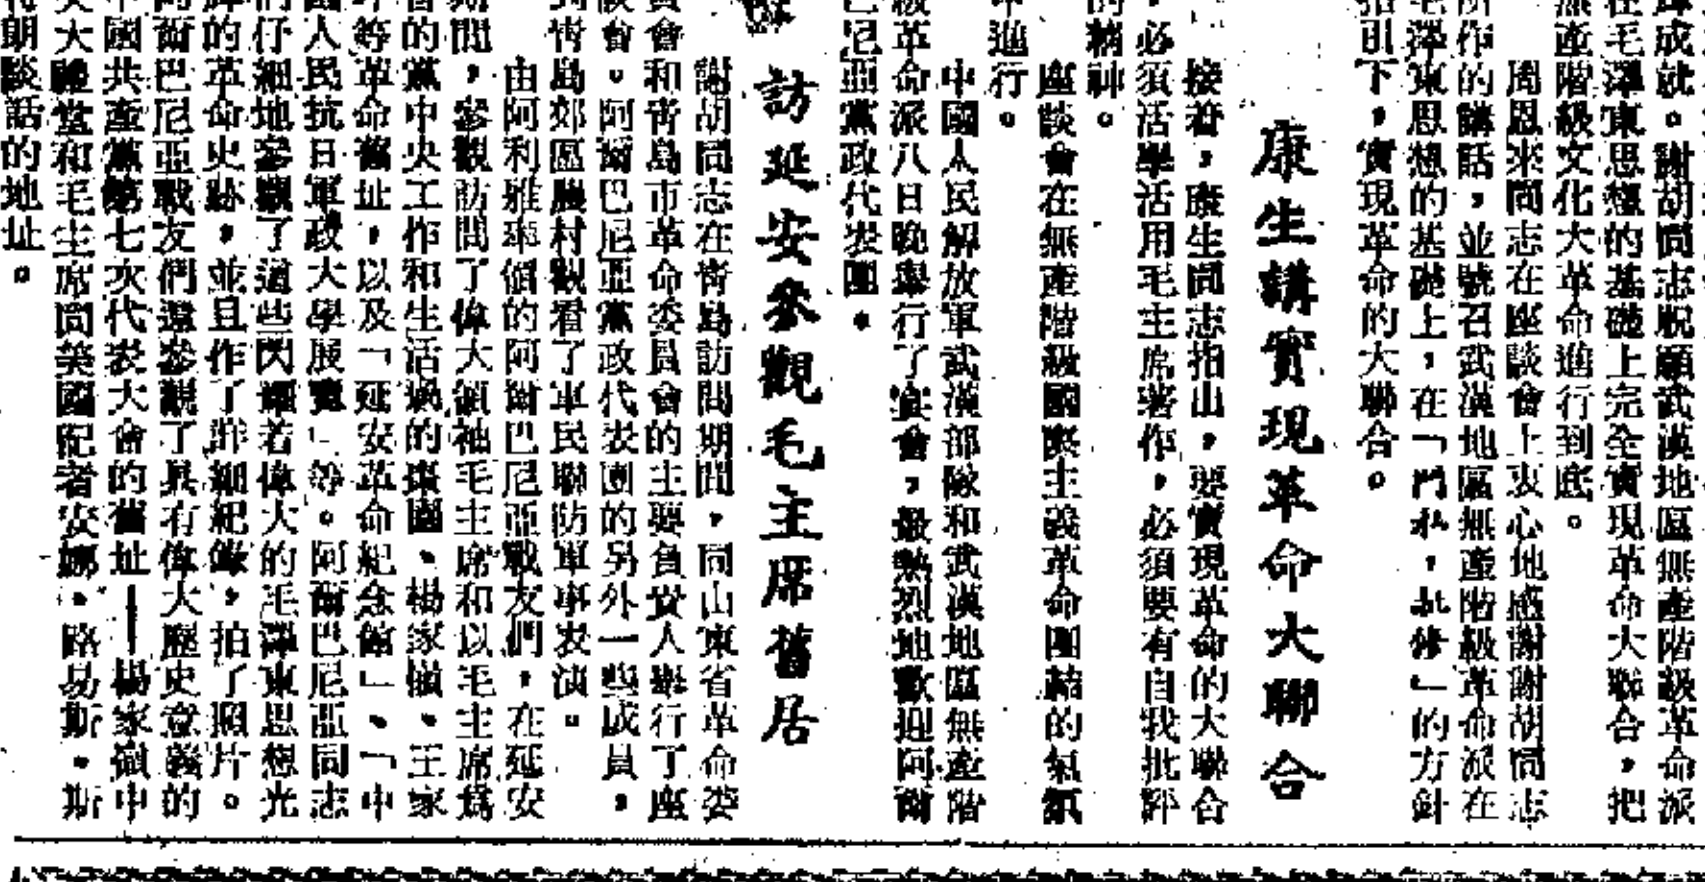 輝成就。謝胡同志祝願武漢地區無產階級革命派
在毛澤東思想的基礎上完全實現革命大聯合,把
無產階級文化大革命進行到底。
周恩來同志在座談會上衷心地感謝謝胡同志
所作的講話,並號召武漢地區無產階級革命派在
毛澤東思想的基礎上,在「鬥私,批修」的方針
指引下,實現革命的大聯合。
康生講實現革命大聯合
接着,康生同志指出,要實現革命的大聯合
,必須活學活用毛主席著作,必須要有自我批評
的精神。
座談會在無產階級國際主義革命團結的氣氛
中進行。
中國人民解放軍武漢部隊和武漢地區無產階
級革命派八日晚舉行了宴會,最熱烈地歡迎阿爾
巴尼亞黨政代表團。
訪延安參觀毛主席舊居
謝胡同志在青島訪問期間,同山東省革命委
員會和青島市革命委員會的主要負責人舉行了座
談會。阿爾巴尼亞黨政代表團的另外一些成員,
到青島郊區農村觀看了軍民聯防軍事表演。
由阿利雅率領的阿爾巴尼亞戰友們,在延安
期間,參觀訪問了偉大領袖毛主席和以毛主席為
首的黨中央工作和生活過的棗園、楊家嶺、王家
坪等革命舊址,以及「延安革命紀念館」、「中
國人民抗日軍政大學展覽」等。阿爾巴尼亞同志
們仔細地參觀了這些閃耀着偉大的毛澤東思想光
輝的革命史跡,並且作了詳細紀錄,拍了照片。
阿爾巴尼亞戰友們還參觀了具有偉大歷史意義的
中國共產黨第七次代表大會的舊址——楊家嶺中
央大禮堂和毛主席同美國記者安娜·路易斯·斯
特朗談話的地址。